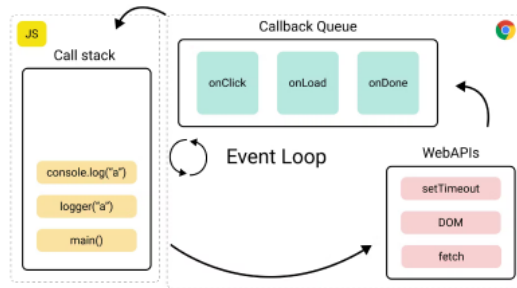 JS
Call stack
console.log("a")
logger("a")
main()
Callback Queue
onClick
onLoad
onDone
Event Loop
WebAPIs
setTimeout
DOM
fetch